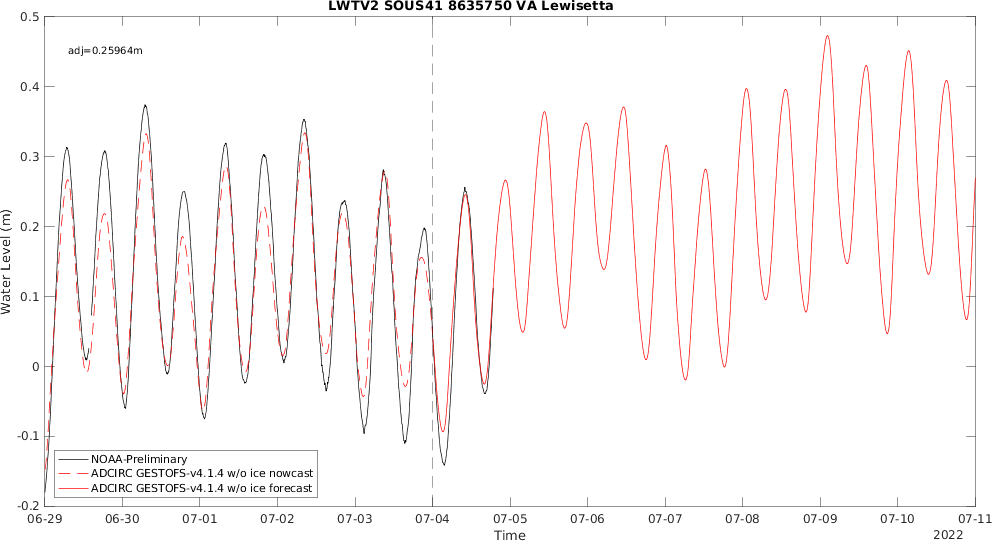 LWTV2 SOUS41 8635750 VA Lewisetta
adj=0.25964m
Water Level (m)
0.5
0.4
0.3
0.2
0.1
0
-0.1
-0.2
NOAA-Preliminary
ADCIRC GESTOFS-v4.1.4 w/o ice nowcast
ADCIRC GESTOFS-v4.1.4 w/o ice forecast
06-29 06-30 07-01 07-02 07-03 07-04 07-05 07-06 07-07 07-08 07-09 07-10 07-11
Time
2022